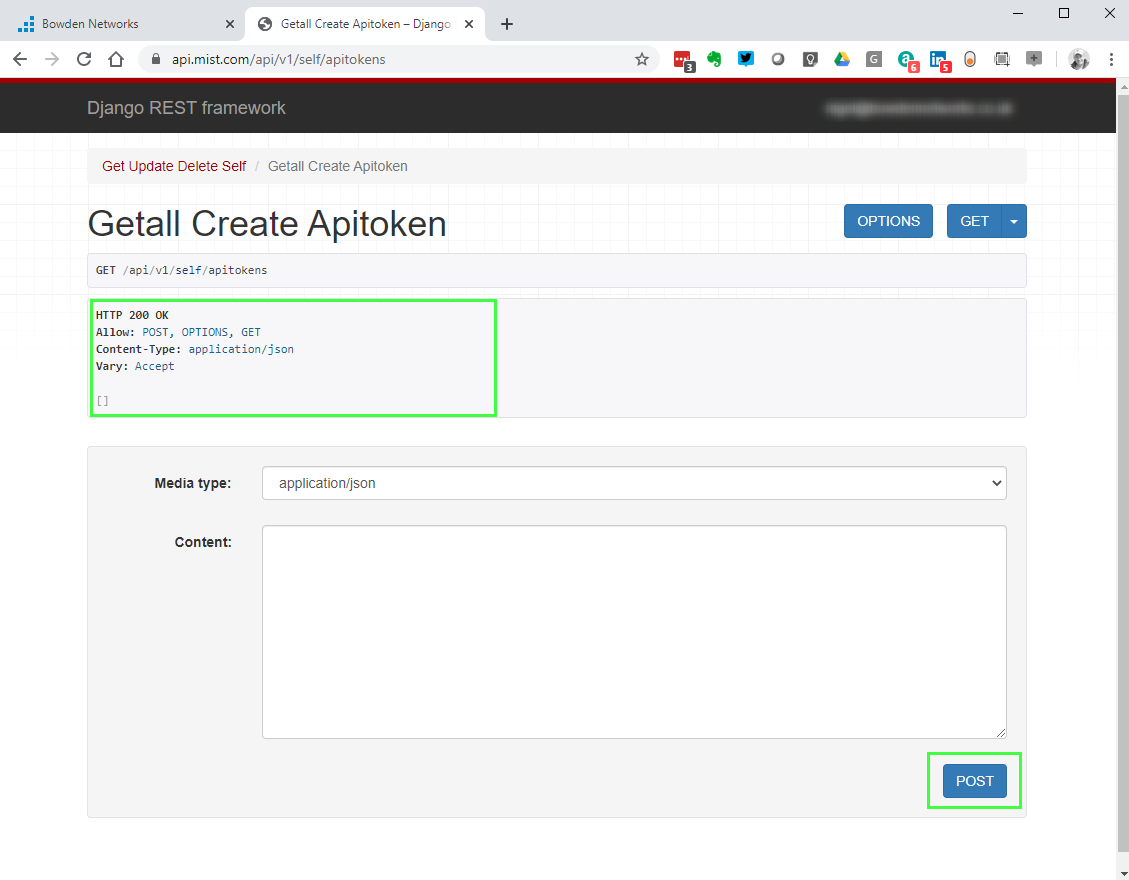 Bowden Networks
Getall Create Apitoken – Django
api.mist.com/api/v1/self/apitokens
3
G
6
5
Django REST framework
Get Update Delete Self / Getall Create Apitoken
Getall Create Apitoken
OPTIONS
GET
GET /api/v1/self/apitokens
HTTP 200 OK
Allow: POST, OPTIONS, GET
Content-Type: application/json
Vary: Accept
[]
Media type:
application/json
Content:
POST